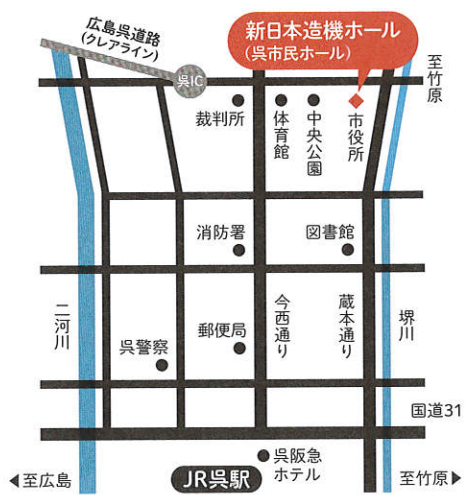 広島呉道路
(クレアライン)
新日本造機ホール
(呉市民ホール)
呉IC
至竹原
裁判所
体育館
中央公園
市役所
消防署
図書館
二河川
今西通り
蔵本通り
堺川
郵便局
呉警察
国道31
呉阪急
ホテル
JR呉駅
至広島
至竹原